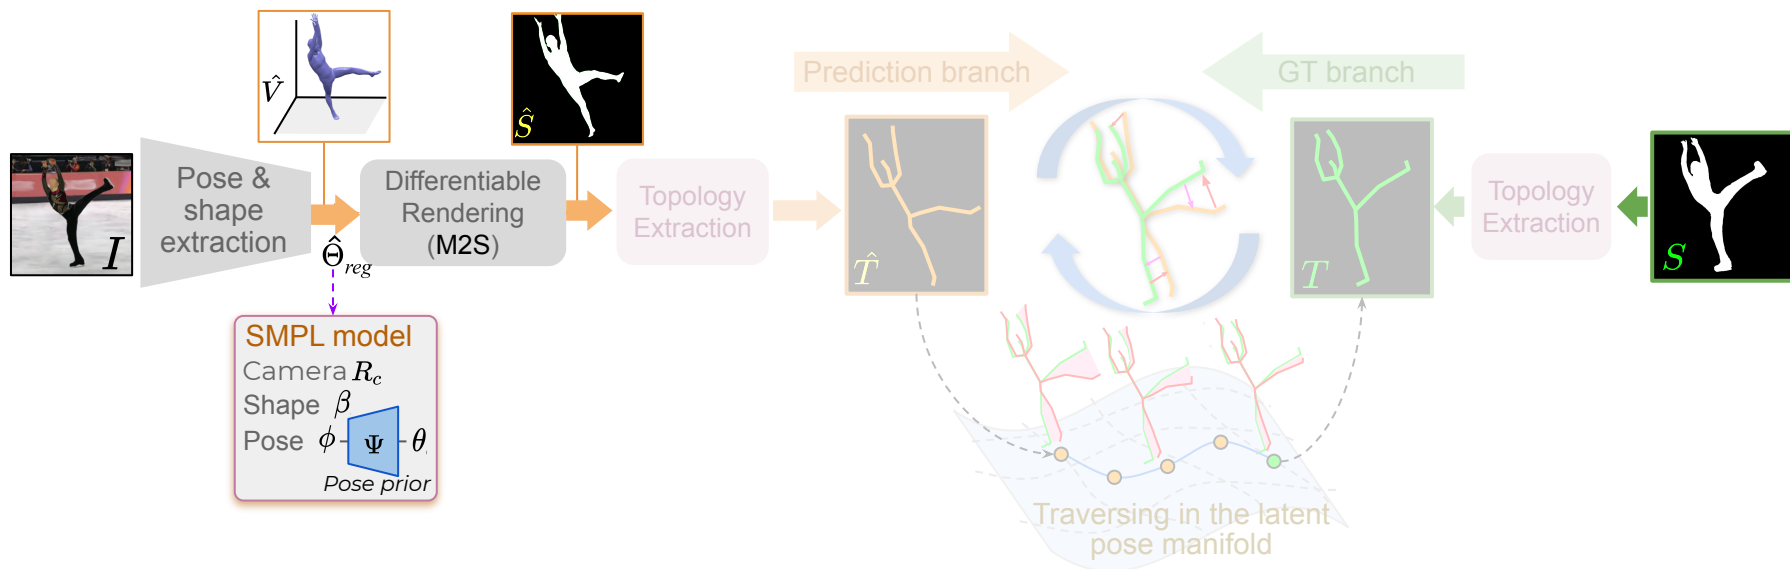 I
Pose &
shape
extraction
V̂
Θ̂reg
Differentiable
Rendering
(M2S)
Ŝ
Topology
Extraction
SMPL model
Camera Rc
Shape β
Pose ϕ Ψ θ
Pose prior
Prediction branch
GT branch
T̂
T
Topology
Extraction
S
Traversing in the latent
pose manifold